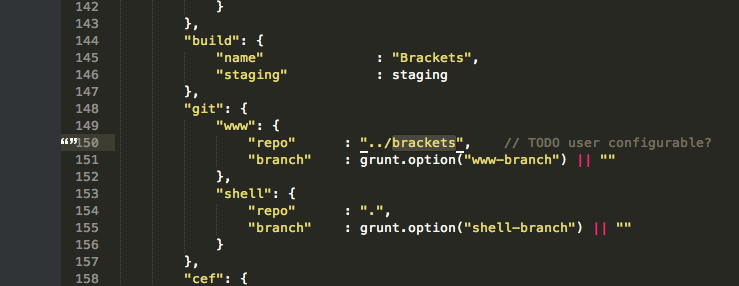 142                }
143            },
144            "build": {
145                "name"              : "Brackets",
146                "staging"           : staging
147            },
148            "git": {
149                "www": {
150                    "repo"      : "../brackets",    // TODO user configurable?
151                    "branch"    : grunt.option("www-branch") || ""
152                },
153                "shell": {
154                    "repo"      : ".",
155                    "branch"    : grunt.option("shell-branch") || ""
156                }
157            },
158            "cef": {